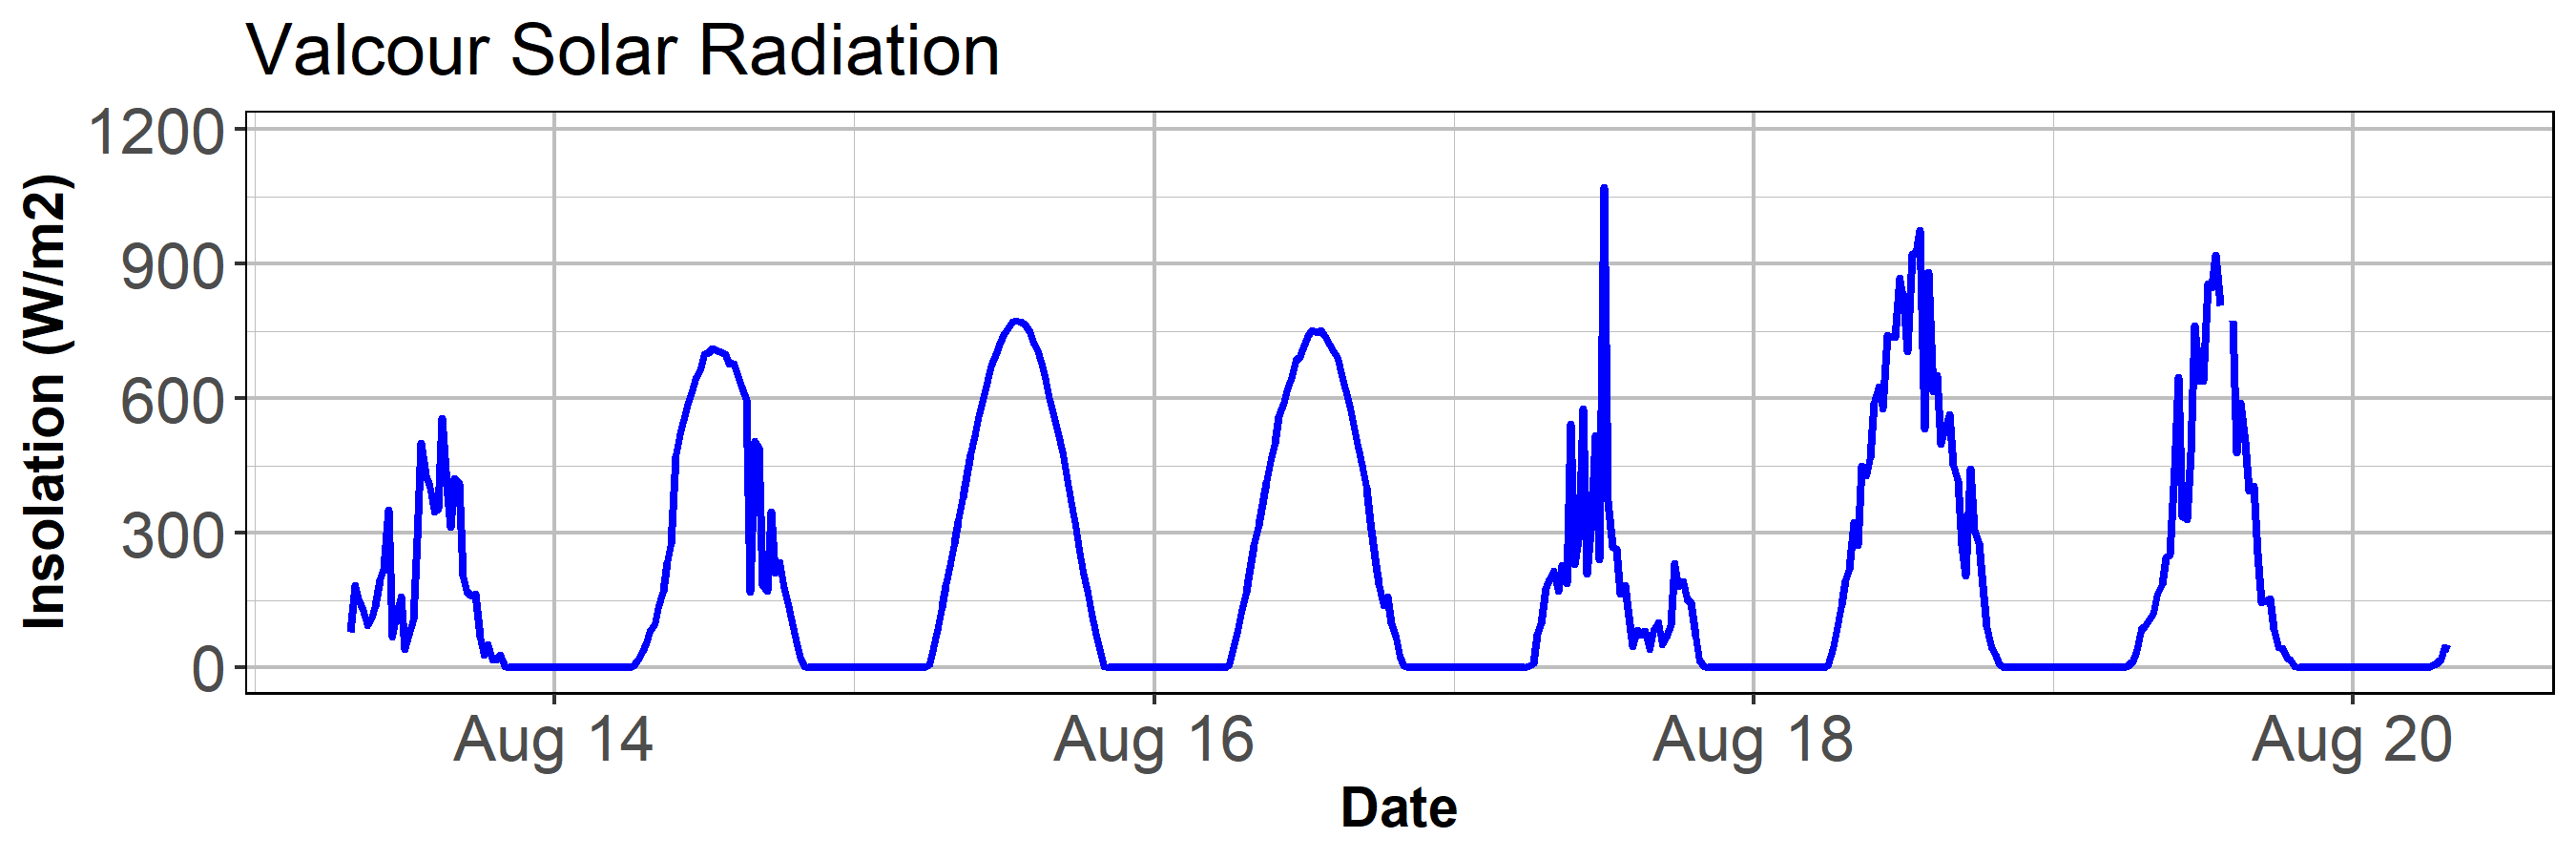 Valcour Solar Radiation
1200
900
600
300
0
Insolation (W/m2)
Aug 14 Aug 16 Aug 18 Aug 20
Date